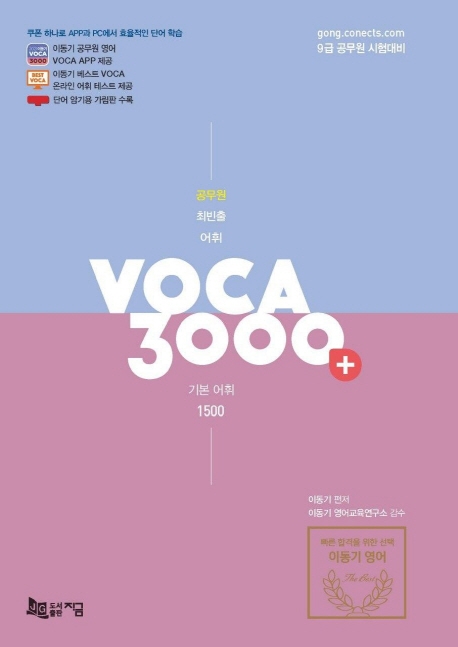 쿠폰 하나로 APP과 PC에서 효율적인 단어 학습
VOCA
3000
이동기 공무원 영어
VOCA APP 제공
BEST
VOCA
이동기 베스트 VOCA
온라인 어휘 테스트 제공
단어 암기용 가림판 수록
gong.conects.com
9급 공무원 시험대비
공무원
최빈출
어휘
VOCA
3000+
기본 어휘
1500
이동기 편저
이동기 영어교육연구소 감수
빠른 합격을 위한 선택
이동기 영어
The Best
JG 도서출판 지금